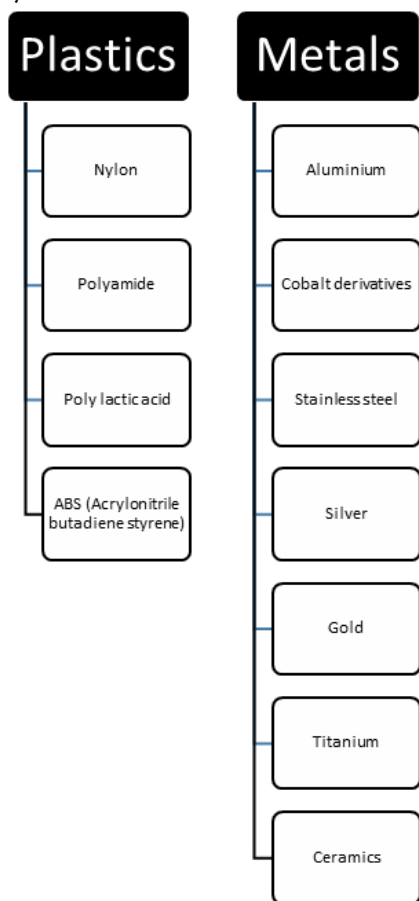 Plastics
Nylon
Polyamide
Poly lactic acid
ABS (Acrylonitrile
butadiene styrene)
Metals
Aluminium
Cobalt derivatives
Stainless steel
Silver
Gold
Titanium
Ceramics